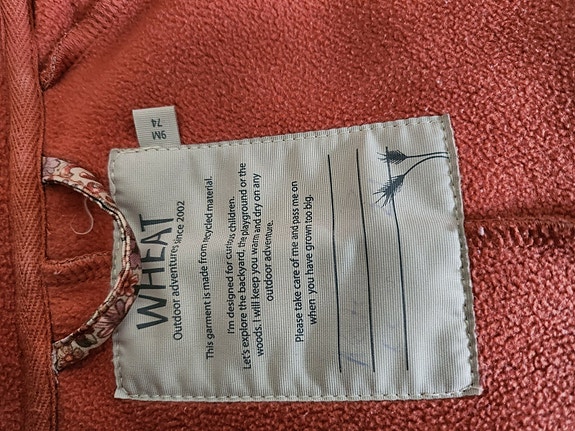 9M
74
WHEAT
Outdoor adventures since 2002
This garment is made from recycled material.
I'm designed for curious children.
Let's explore the backyard, the playground or the
woods. I will keep you warm and dry on any
outdoor adventure.
Please take care of me and pass me on
when you have grown too big.